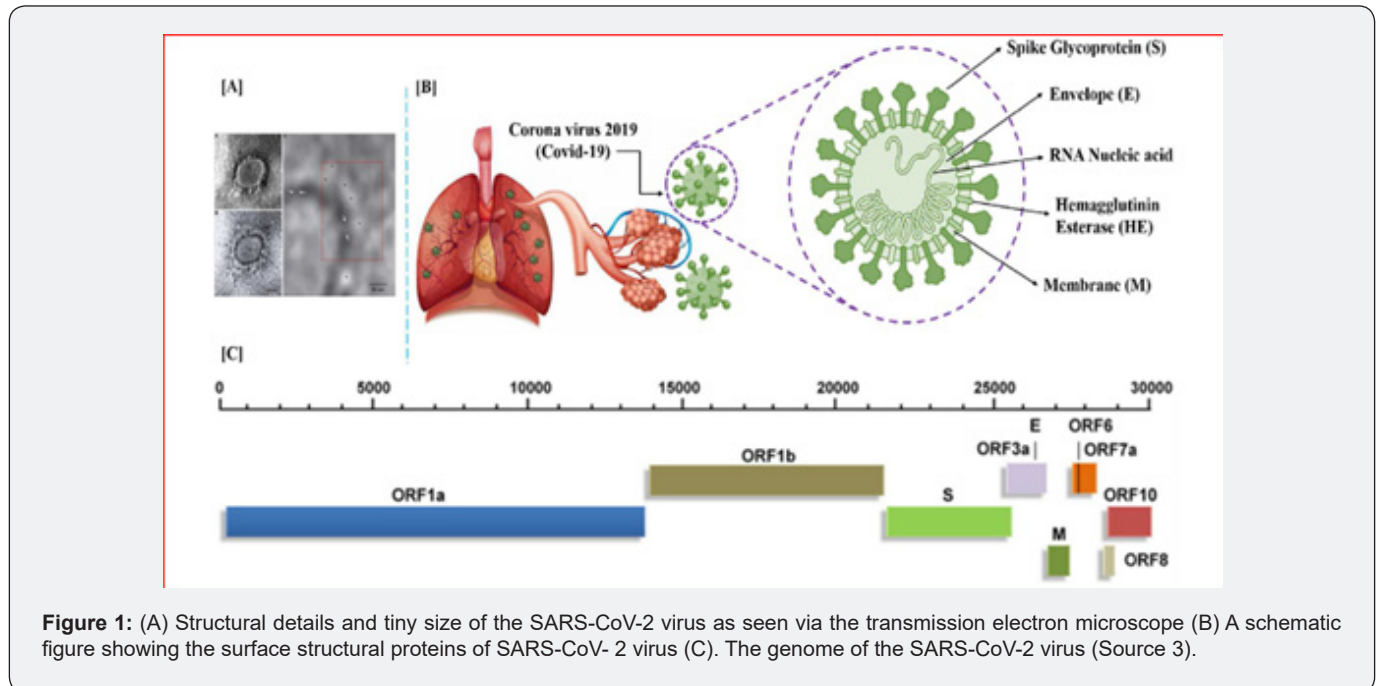 [A]
[B]
Corona virus 2019
(Covid-19)
Spike Glycoprotein (S)
Envelope (E)
RNA Nucleic acid
Hemagglutinin
Esterase (HE)
Membrane (M)
[C]
0 5000 10000 15000 20000 25000 30000
E ORF6
ORF3a ORF7a
ORF1b
ORF1a S ORF10
M
ORF8
Figure 1: (A) Structural details and tiny size of the SARS-CoV-2 virus as seen via the transmission electron microscope (B) A schematic
figure showing the surface structural proteins of SARS-CoV- 2 virus (C). The genome of the SARS-CoV-2 virus (Source 3).